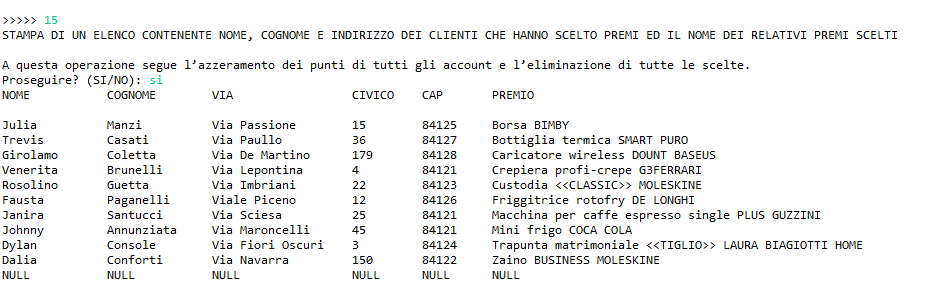 >>>>> 15
STAMPA DI UN ELENCO CONTENENTE NOME, COGNOME E INDIRIZZO DEI CLIENTI CHE HANNO SCELTO PREMI ED IL NOME DEI RELATIVI PREMI SCELTI
A questa operazione segue l’azzeramento dei punti di tutti gli account e l’eliminazione di tutte le scelte.
Proseguire? (SI/NO): si
NOME COGNOME VIA CIVICO CAP PREMIO
Julia Manzi Via Passione 15 84125 Borsa BIMBY
Trevis Casati Via Paullo 36 84127 Bottiglia termica SMART PURO
Girolamo Coletta Via De Martino 179 84128 Caricatore wireless DOUNT BASEUS
Venerita Brunelli Via Lepontina 4 84121 Crepiera profi-crepe G3FERRARI
Rosolino Guetta Via Imbriani 22 84123 Custodia <<CLASSIC>> MOLESKINE
Fausta Paganelli Viale Piceno 12 84126 Friggitrice rotofry DE LONGHI
Janira Santucci Via Sciesa 25 84121 Macchina per caffe espresso single PLUS GUZZINI
Johnny Annunziata Via Maroncelli 45 84121 Mini frigo COCA COLA
Dylan Console Via Fiori Oscuri 3 84124 Trapunta matrimoniale <<TIGLIO>> LAURA BIAGIOTTI HOME
Dalia Conforti Via Navarra 150 84122 Zaino BUSINESS MOLESKINE
NULL NULL NULL NULL NULL NULL